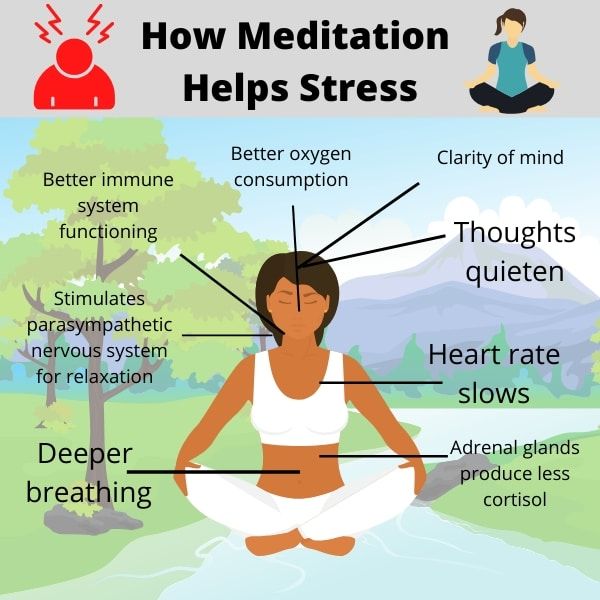 How Meditation
Helps Stress
Better oxygen
consumption
Clarity of mind
Better immune
system
functioning
Thoughts
quieten
Stimulates
parasympathetic
nervous system
for relaxation
Heart rate
slows
Deeper
breathing
Adrenal glands
produce less
cortisol